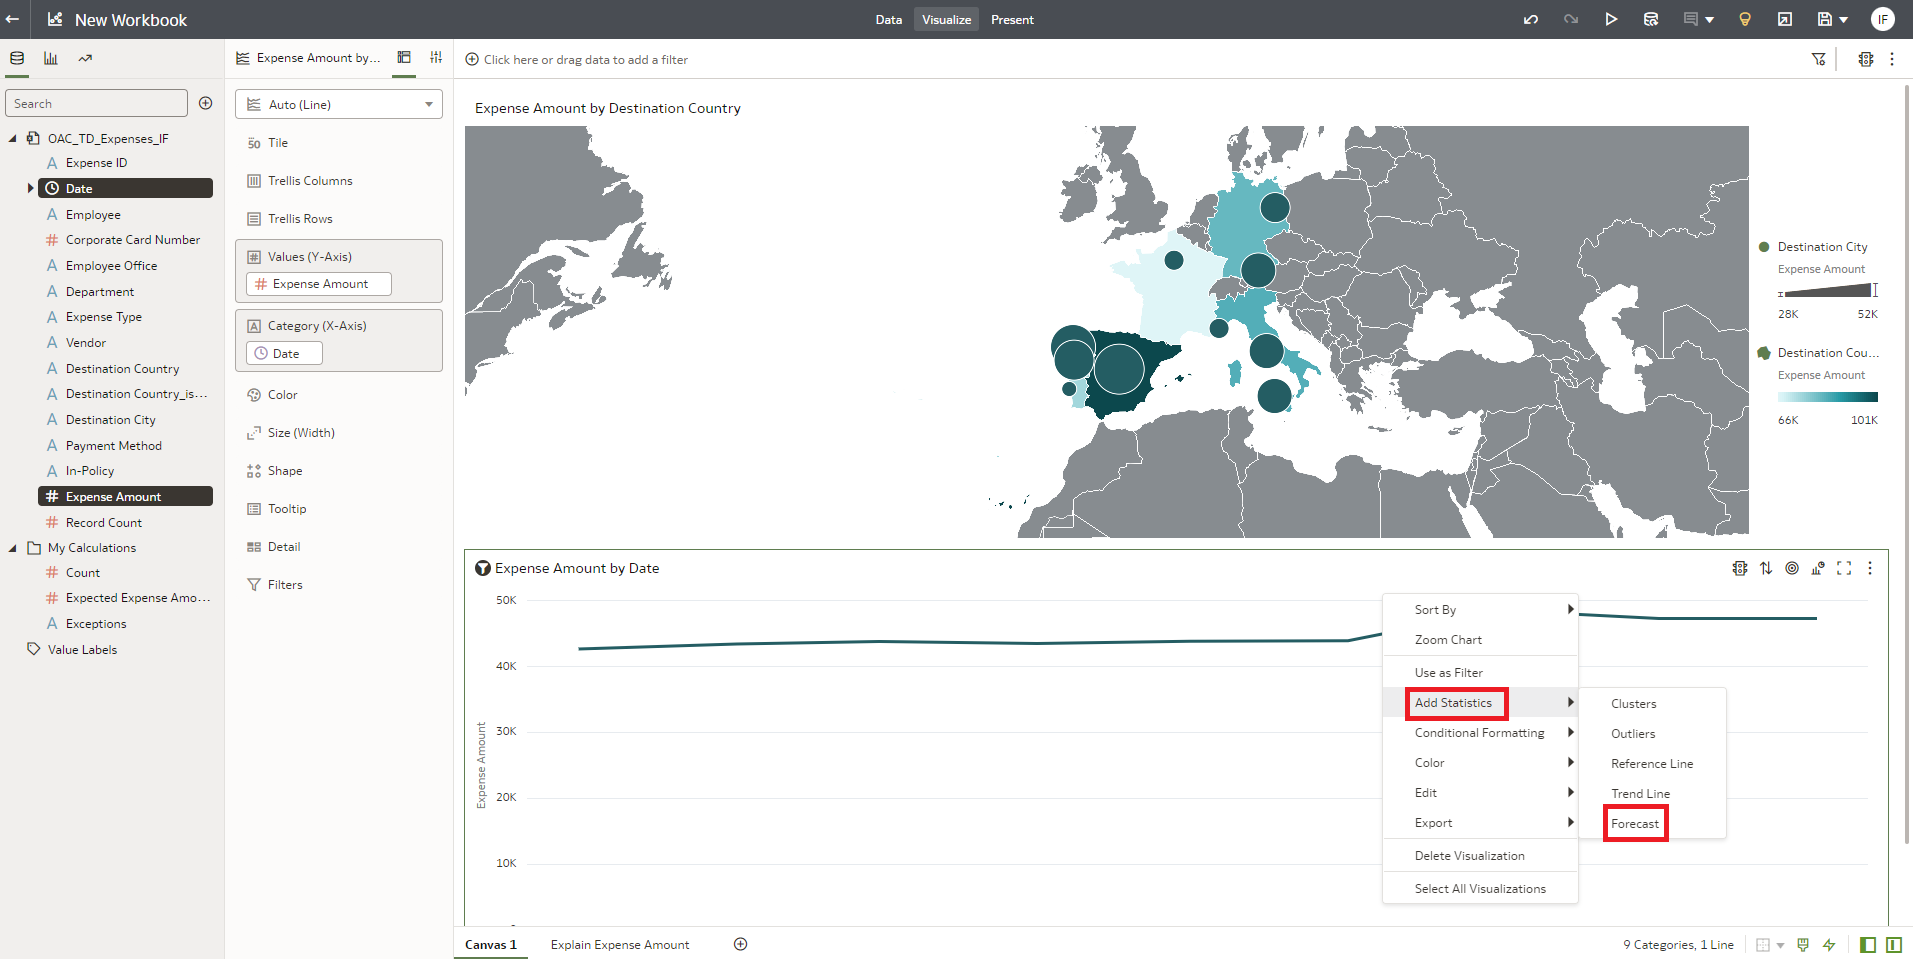 New Workbook
Data Visualize Present
IF
Search
OAC_TD_Expenses_IF
Expense ID
Date
Employee
Corporate Card Number
Employee Office
Department
Expense Type
Vendor
Destination Country
Destination Country_is...
Destination City
Payment Method
In-Policy
Expense Amount
Record Count
My Calculations
Count
Expected Expense Amo...
Exceptions
Value Labels
Expense Amount by...
Auto (Line)
50 Tile
Trellis Columns
Trellis Rows
Values (Y-Axis)
# Expense Amount
Category (X-Axis)
Date
Color
Size (Width)
Shape
Tooltip
Detail
Filters
Click here or drag data to add a filter
Expense Amount by Destination Country
Destination City
Expense Amount
28K 52K
Destination Cou...
Expense Amount
66K 101K
Expense Amount by Date
50K
40K
30K
20K
10K
Expense Amount
Sort By
Zoom Chart
Use as Filter
Add Statistics
Conditional Formatting
Color
Edit
Export
Delete Visualization
Select All Visualizations
Clusters
Outliers
Reference Line
Trend Line
Forecast
Canvas 1 Explain Expense Amount
9 Categories, 1 Line